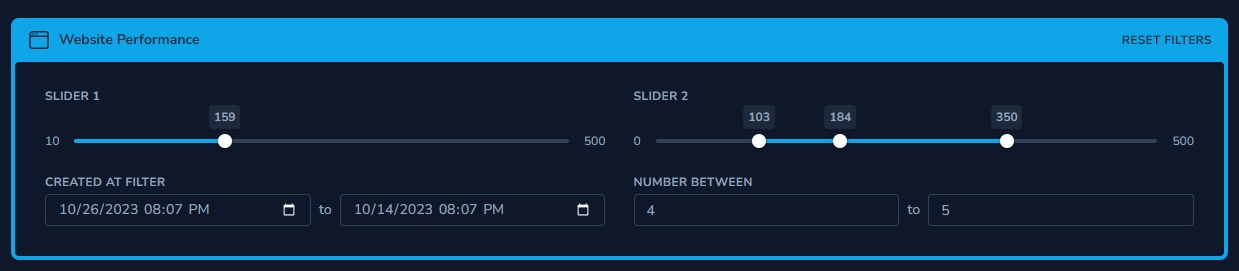 Website Performance RESET FILTERS
SLIDER 1
159
10 500
SLIDER 2
103 184 350
0 500
CREATED AT FILTER
10/26/2023 08:07 PM to 10/14/2023 08:07 PM
NUMBER BETWEEN
4 to 5